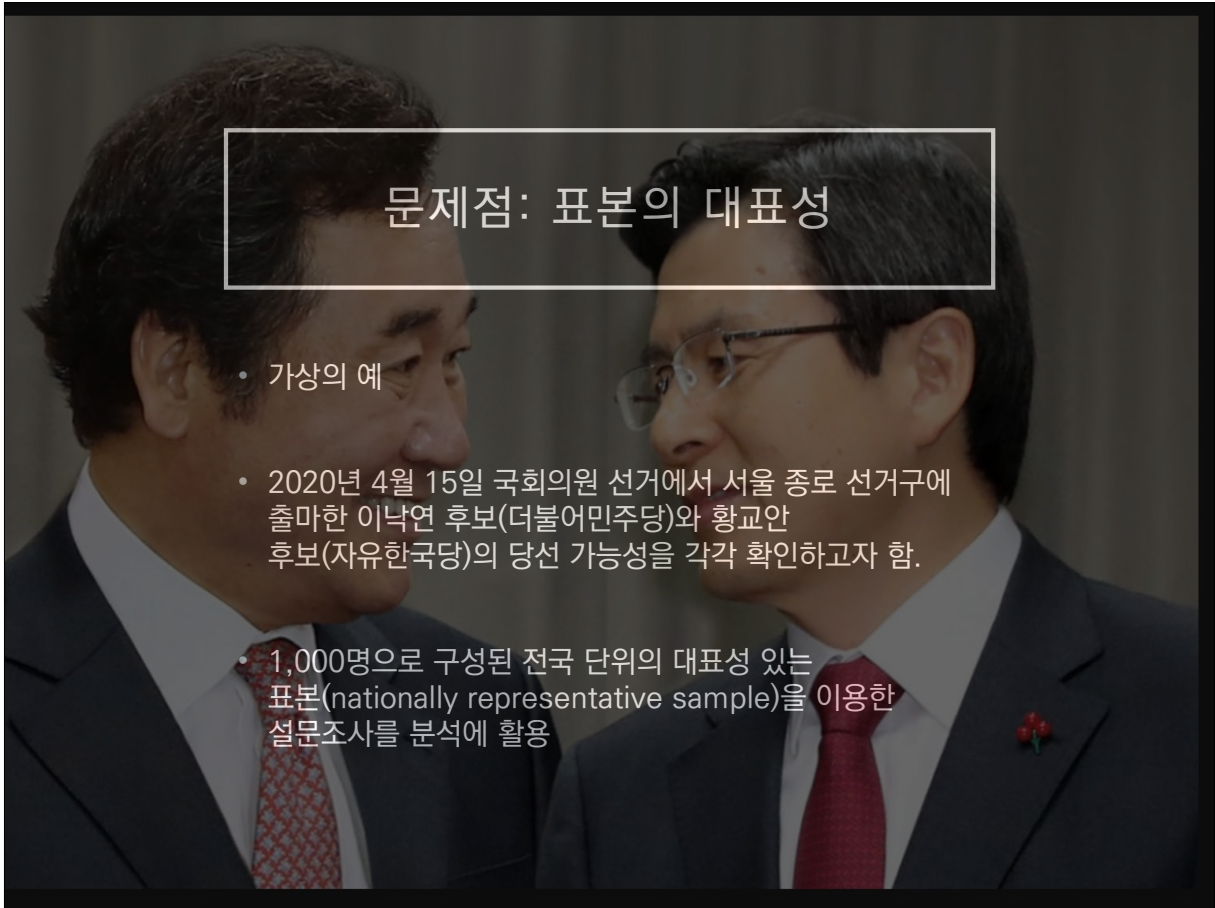 문제점: 표본의 대표성
• 가상의 예
• 2020년 4월 15일 국회의원 선거에서 서울 종로 선거구에
출마한 이낙연 후보(더불어민주당)와 황교안
후보(자유한국당)의 당선 가능성을 각각 확인하고자 함.
• 1,000명으로 구성된 전국 단위의 대표성 있는
표본(nationally representative sample)을 이용한
설문조사를 분석에 활용